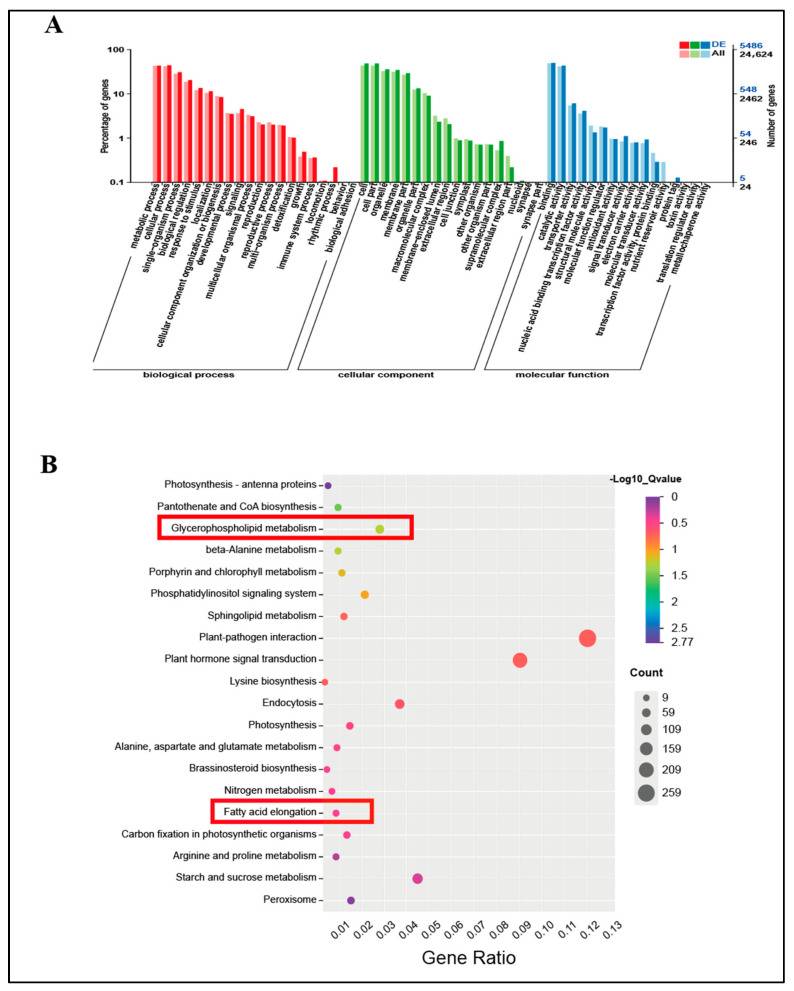 A
Percentage of genes
100
10
1
0.1
DE
All
5486
24,624
548
2462
54
246
5
24
Number of genes
metabolic process
cellular process
single-organism process
biological regulation
response to stimulus
localization
cellular component organization or biogenesis
developmental process
signaling
multicellular organismal process
reproduction
reproductive process
multi-organism process
detoxification
growth
immune system process
locomotion
rhythmic process
behavior
biological adhesion
cell
cell part
organelle
membrane
membrane part
organelle part
macromolecular complex
membrane-enclosed lumen
extracellular region
cell junction
symplast
other organism
other organism part
supramolecular complex
extracellular region part
nucleoid
synapse
synapse part
binding
catalytic activity
transporter activity
nucleic acid binding transcription factor activity
structural molecule activity
molecular function regulator
antioxidant activity
signal transducer activity
electron carrier activity
molecular transducer activity
transcription factor activity, protein binding
nutrient reservoir activity
protein tag
toxin activity
translation regulator activity
metallochaperone activity
biological process
cellular component
molecular function
B
Photosynthesis - antenna proteins
Pantothenate and CoA biosynthesis
Glycerophospholipid metabolism
beta-Alanine metabolism
Porphyrin and chlorophyll metabolism
Phosphatidylinositol signaling system
Sphingolipid metabolism
Plant-pathogen interaction
Plant hormone signal transduction
Lysine biosynthesis
Endocytosis
Photosynthesis
Alanine, aspartate and glutamate metabolism
Brassinosteroid biosynthesis
Nitrogen metabolism
Fatty acid elongation
Carbon fixation in photosynthetic organisms
Arginine and proline metabolism
Starch and sucrose metabolism
Peroxisome
0.01
0.02
0.03
0.04
0.05
0.06
0.07
0.08
0.09
0.10
0.11
0.12
0.13
Gene Ratio
-Log10_Qvalue
0
0.5
1
1.5
2
2.5
2.77
Count
9
59
109
159
209
259